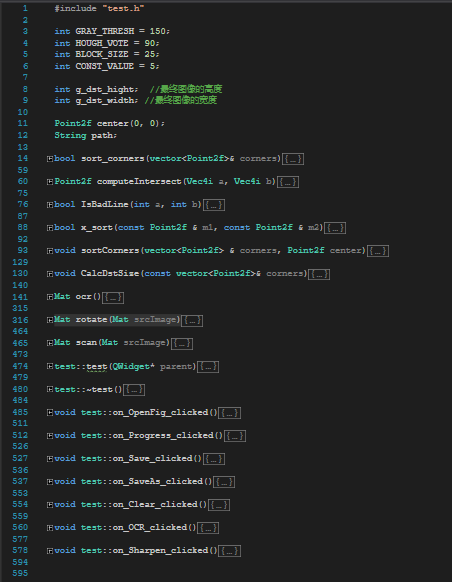 1 #include "test.h"
2
3 int GRAY_THRESH = 150;
4 int HOUGH_VOTE = 90;
5 int BLOCK_SIZE = 25;
6 int CONST_VALUE = 5;
7
8 int g_dst_hight;  //最终图像的高度
9 int g_dst_width; //最终图像的宽度
10
11 Point2f center(0, 0);
12 String path;
13
14 bool sort_corners(vector<Point2f>& corners){...}
59
60 Point2f computeIntersect(Vec4i a, Vec4i b){...}
75
76 bool IsBadLine(int a, int b){...}
87
88 bool x_sort(const Point2f & m1, const Point2f & m2){...}
92
93 void sortCorners(vector<Point2f> & corners, Point2f center){...}
129
130 void CalcDstSize(const vector<Point2f>& corners){...}
140
141 Mat ocr(){...}
315
316 Mat rotate(Mat srcImage){...}
464
465 Mat scan(Mat srcImage){...}
473
474 test::test(QWidget* parent){...}
479
480 test::~test(){...}
484
485 void test::on_OpenFig_clicked(){...}
511
512 void test::on_Progress_clicked(){...}
526
527 void test::on_Save_clicked(){...}
536
537 void test::on_SaveAs_clicked(){...}
553
554 void test::on_Clear_clicked(){...}
559
560 void test::on_OCR_clicked(){...}
577
578 void test::on_Sharpen_clicked(){...}
594
595